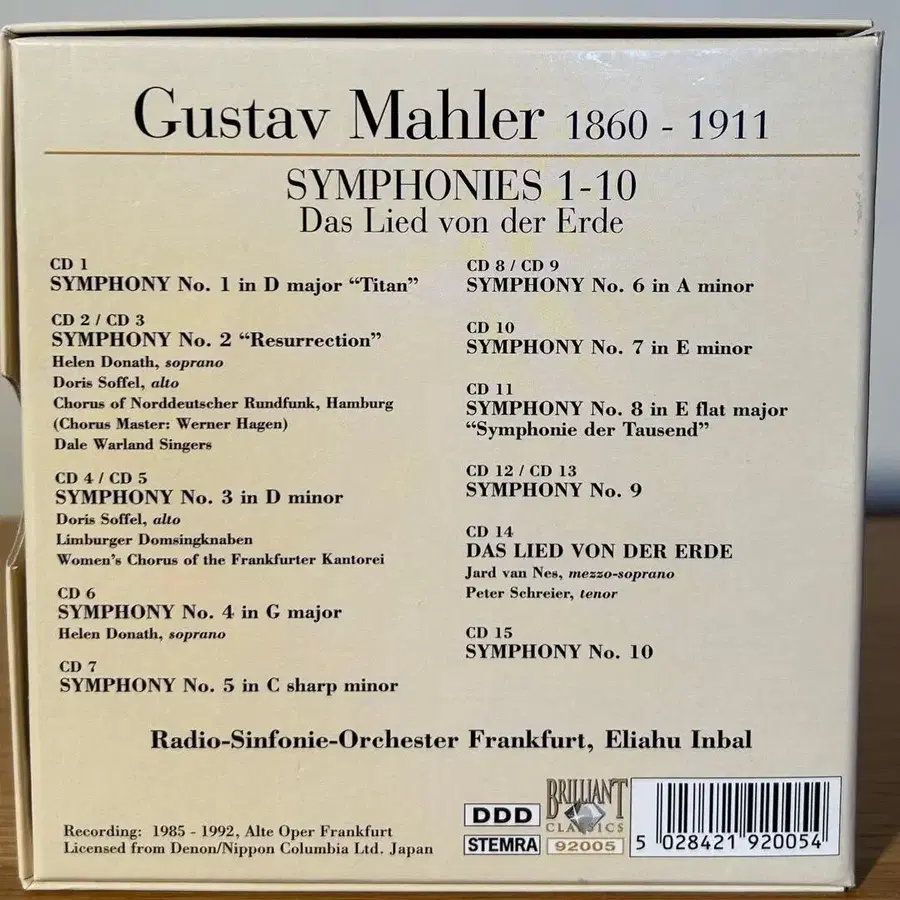 Gustav Mahler 1860 - 1911
SYMPHONIES 1-10
Das Lied von der Erde
CD 1
SYMPHONY No. 1 in D major “Titan”
CD 2 / CD 3
SYMPHONY No. 2 “Resurrection”
Helen Donath, soprano
Doris Soffel, alto
Chorus of Norddeutscher Rundfunk, Hamburg
(Chorus Master: Werner Hagen)
Dale Warland Singers
CD 4 / CD 5
SYMPHONY No. 3 in D minor
Doris Soffel, alto
Limburger Domsingknaben
Women’s Chorus of the Frankfurter Kantorei
CD 6
SYMPHONY No. 4 in G major
Helen Donath, soprano
CD 7
SYMPHONY No. 5 in C sharp minor
CD 8 / CD 9
SYMPHONY No. 6 in A minor
CD 10
SYMPHONY No. 7 in E minor
CD 11
SYMPHONY No. 8 in E flat major
“Symphonie der Tausend”
CD 12 / CD 13
SYMPHONY No. 9
CD 14
DAS LIED VON DER ERDE
Jard van Nes, mezzo-soprano
Peter Schreier, tenor
CD 15
SYMPHONY No. 10
Radio-Sinfonie-Orchester Frankfurt, Eliahu Inbal
Recording: 1985 - 1992, Alte Oper Frankfurt
Licensed from Denon/Nippon Columbia Ltd. Japan
DDD
STEMRA
BRILLIANT
CLASSICS
92005
5 028421 920054